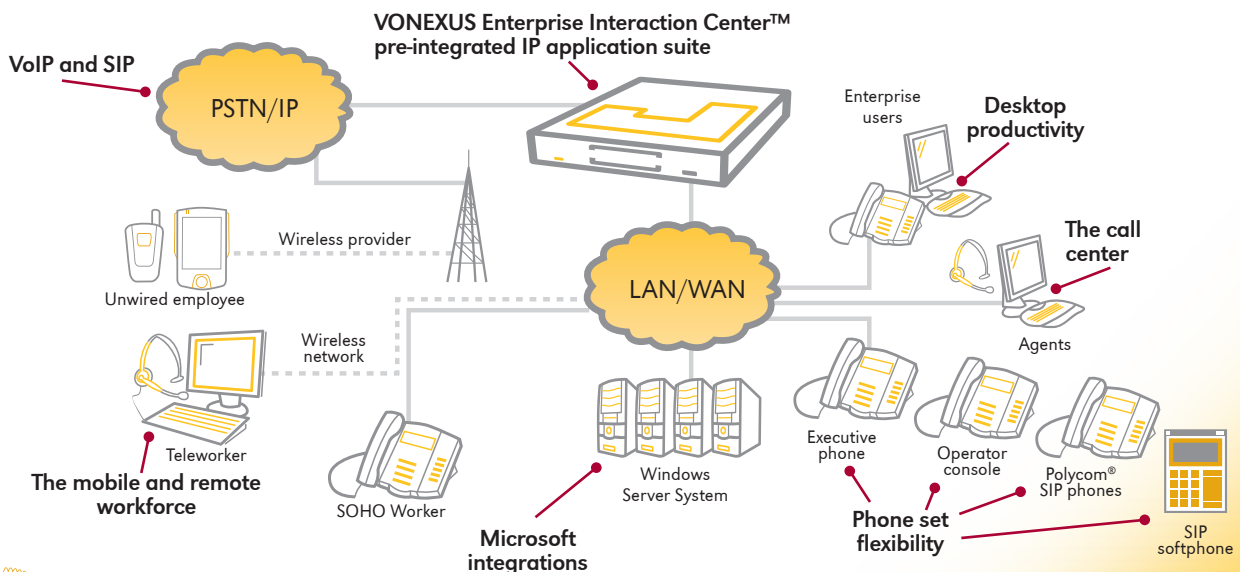 VONEXUS Enterprise Interaction Center™
pre-integrated IP application suite
VoIP and SIP
PSTN/IP
Enterprise
users
Desktop
productivity
Wireless provider
Unwired employee
The call
center
LAN/WAN
Agents
Wireless
network
Teleworker
The mobile and remote
workforce
SOHO Worker
Windows
Server System
Microsoft
integrations
Executive
phone
Operator
console
Polycom®
SIP phones
Phone set
flexibility
SIP
softphone